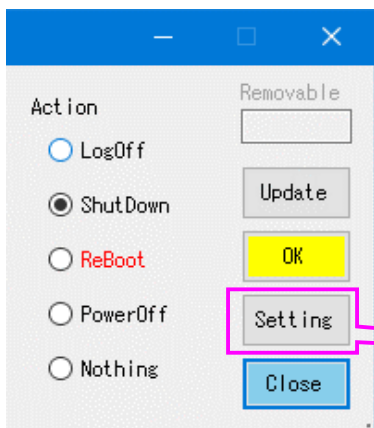 Action
LogOff
ShutDown
ReBoot
PowerOff
Nothing
Removable
Update
OK
Setting
Close